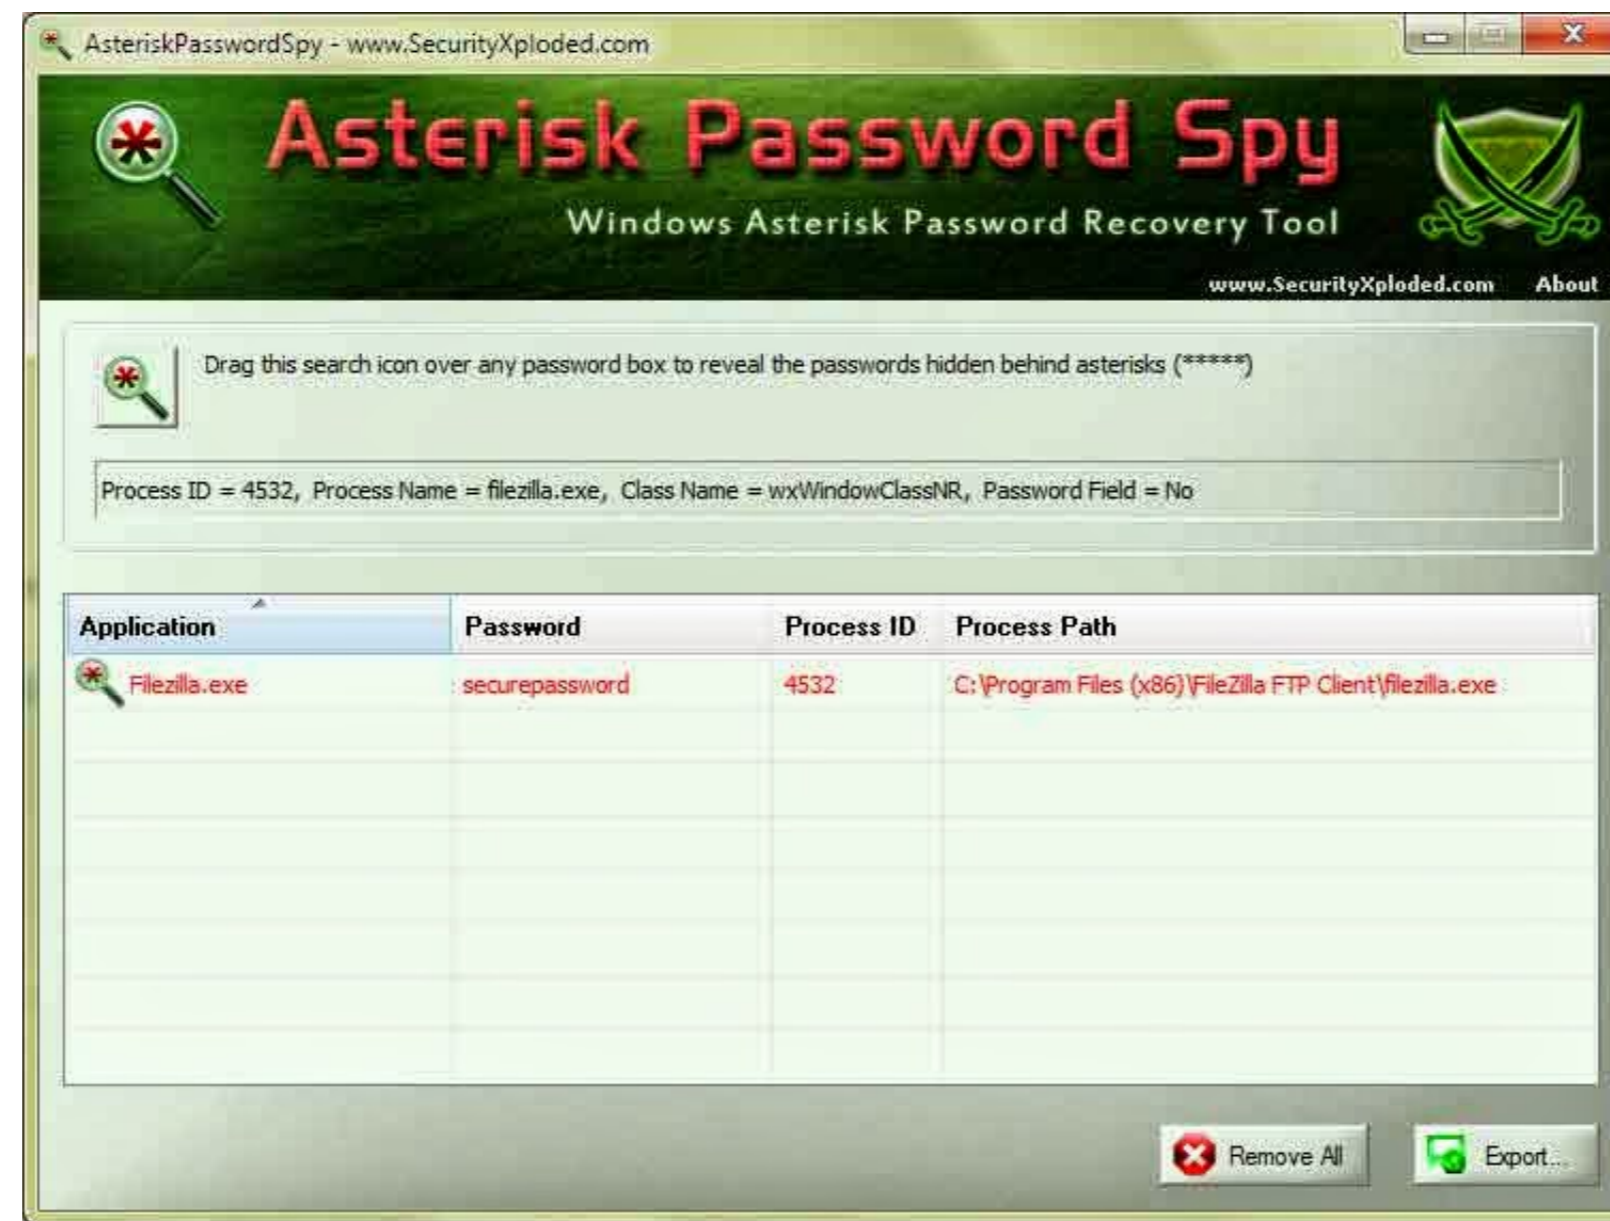 AsteriskPasswordSpy - www.SecurityXploded.com
Asterisk Password Spy
Windows Asterisk Password Recovery Tool
www.SecurityXploded.com About
Drag this search icon over any password box to reveal the passwords hidden behind asterisks (*****)
Process ID = 4532, Process Name = filezilla.exe, Class Name = wxWindowClassNR, Password Field = No
Application Password Process ID Process Path
Filezilla.exe securepassword 4532 C:\Program Files (x86)\FileZilla FTP Client\filezilla.exe
Remove All Export...